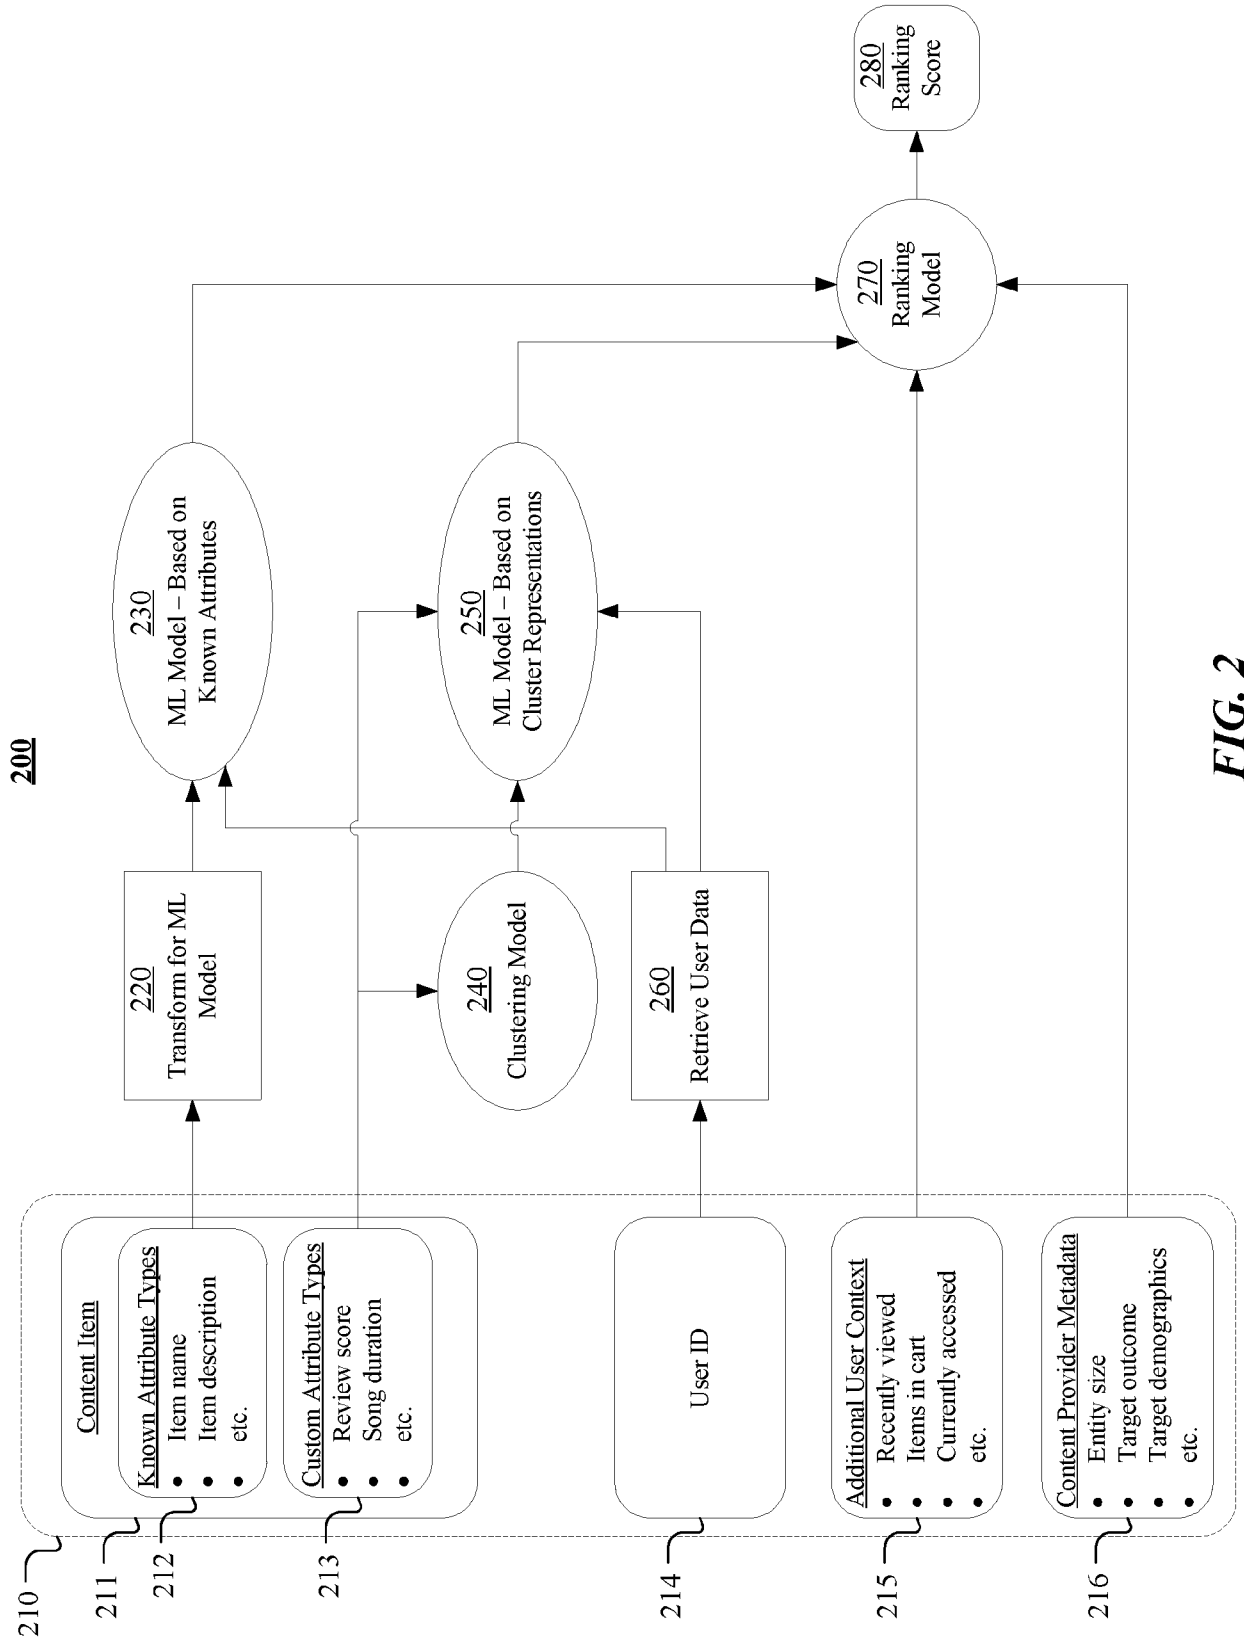 200
210
211
212
213
214
215
216
Content Item
Known Attribute Types
• Item name
• Item description
• etc.
Custom Attribute Types
• Review score
• Song duration
• etc.
User ID
Additional User Context
• Recently viewed
• Items in cart
• Currently accessed
• etc.
Content Provider Metadata
• Entity size
• Target outcome
• Target demographics
• etc.
220
Transform for ML
Model
240
Clustering Model
260
Retrieve User Data
230
ML Model – Based on
Known Attributes
250
ML Model – Based on
Cluster Representations
270
Ranking
Model
280
Ranking
Score
FIG. 2